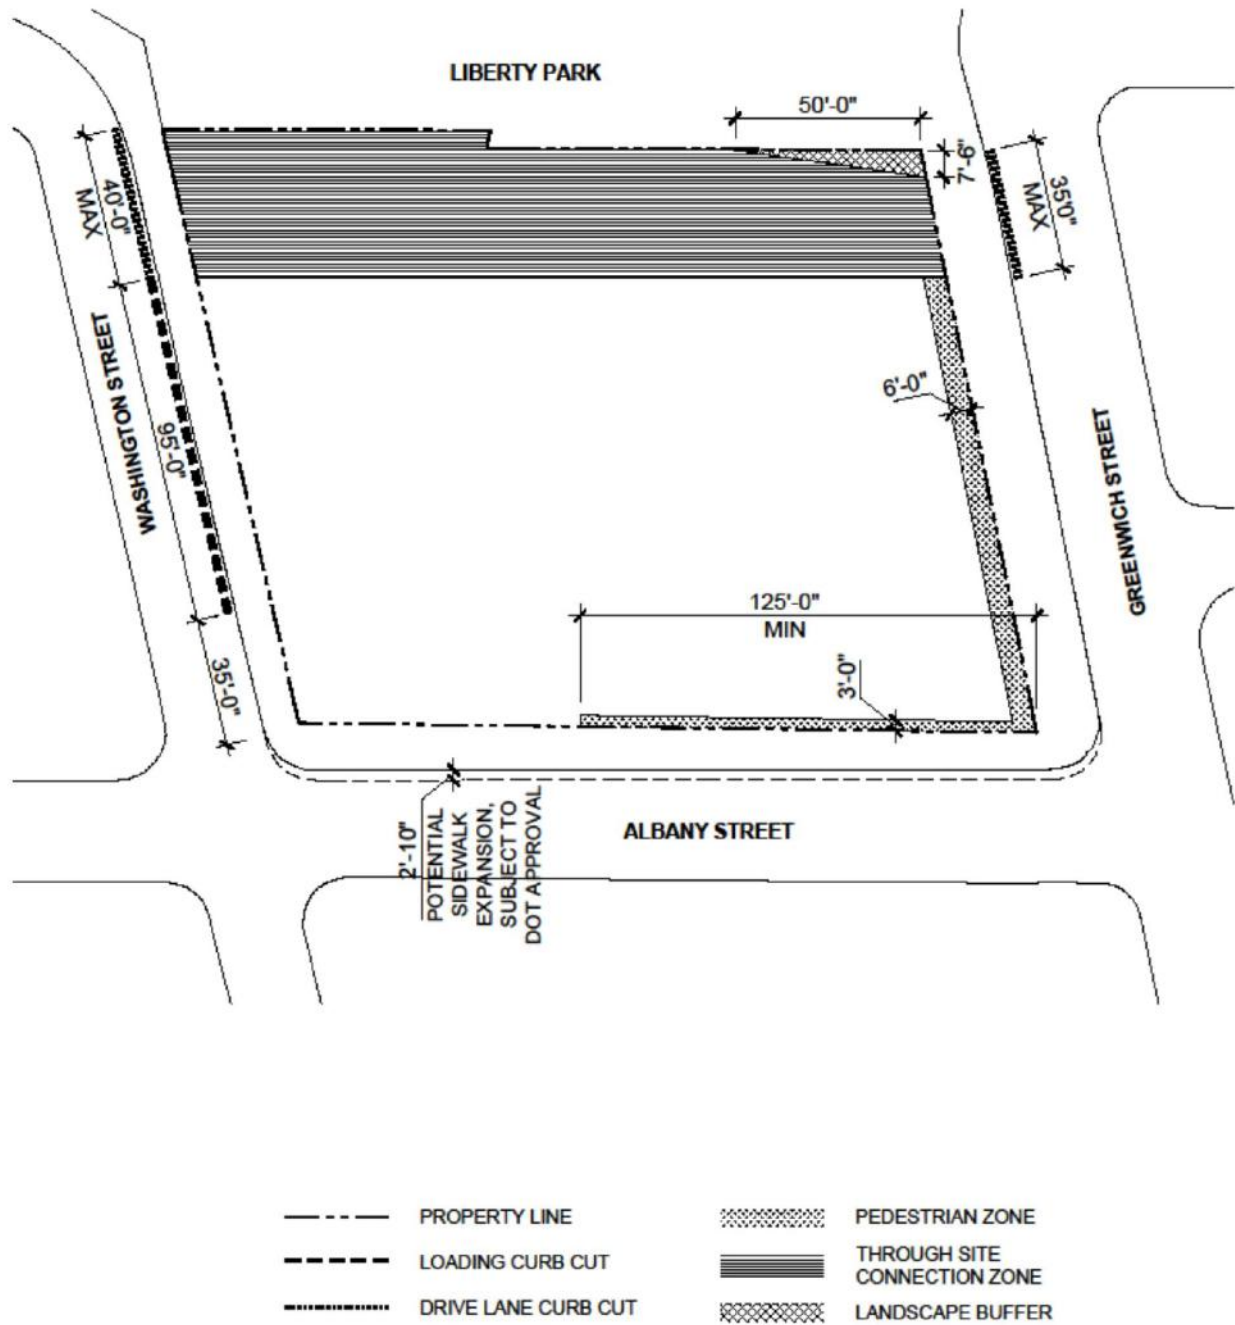 LIBERTY PARK
50'-0"
7'-6"
40'-0"
MAX
35'0"
MAX
WASHINGTON STREET
95'-0"
6'-0"
GREENWICH STREET
125'-0"
MIN
3'-0"
35'-0"
2'-10"
POTENTIAL
SIDEWALK
EXPANSION,
SUBJECT TO
DOT APPROVAL
ALBANY STREET
PROPERTY LINE
LOADING CURB CUT
DRIVE LANE CURB CUT
PEDESTRIAN ZONE
THROUGH SITE
CONNECTION ZONE
LANDSCAPE BUFFER